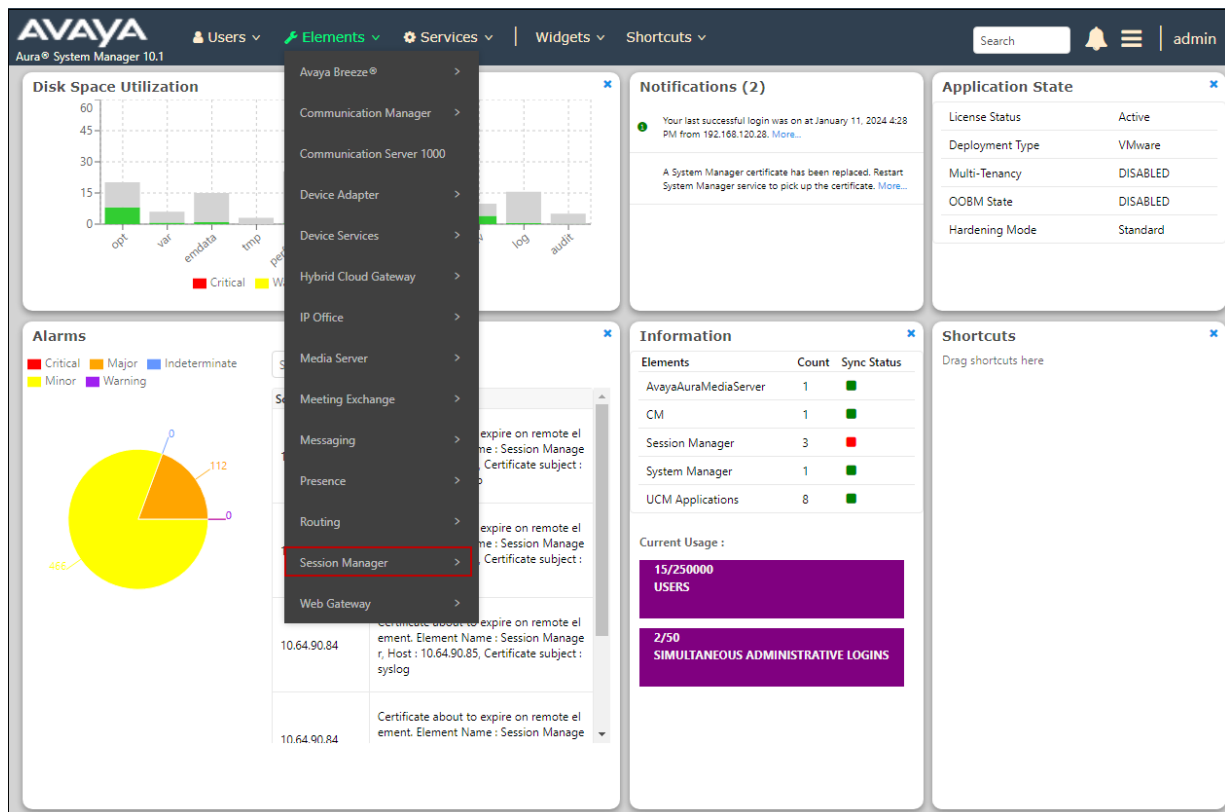 AVAYA
Aura® System Manager 10.1
Users
Elements
Services
Widgets
Shortcuts
Search
admin
Disk Space Utilization
60
45
30
15
0
opt
var
emdata
tmp
log
audit
Critical
Avaya Breeze®
Communication Manager
Communication Server 1000
Device Adapter
Device Services
Hybrid Cloud Gateway
IP Office
Media Server
Meeting Exchange
Messaging
Presence
Routing
Session Manager
Web Gateway
Notifications (2)
Your last successful login was on at January 11, 2024 4:28
PM from 192.168.120.28. More...
A System Manager certificate has been replaced. Restart
System Manager service to pick up the certificate. More...
Application State
License Status Active
Deployment Type VMware
Multi-Tenancy DISABLED
OOBM State DISABLED
Hardening Mode Standard
Alarms
Critical Major Indeterminate
Minor Warning
0
112
0
488
expire on remote el
me : Session Manage
, Certificate subject :
expire on remote el
me : Session Manage
, Certificate subject :
10.64.90.84
Certificate about to expire on remote el
ement. Element Name : Session Manage
r, Host : 10.64.90.85, Certificate subject :
syslog
10.64.90.84
Certificate about to expire on remote el
ement. Element Name : Session Manage
Information
Elements Count Sync Status
AvayaAuraMediaServer 1
CM 1
Session Manager 3
System Manager 1
UCM Applications 8
Current Usage :
15/250000
USERS
2/50
SIMULTANEOUS ADMINISTRATIVE LOGINS
Shortcuts
Drag shortcuts here